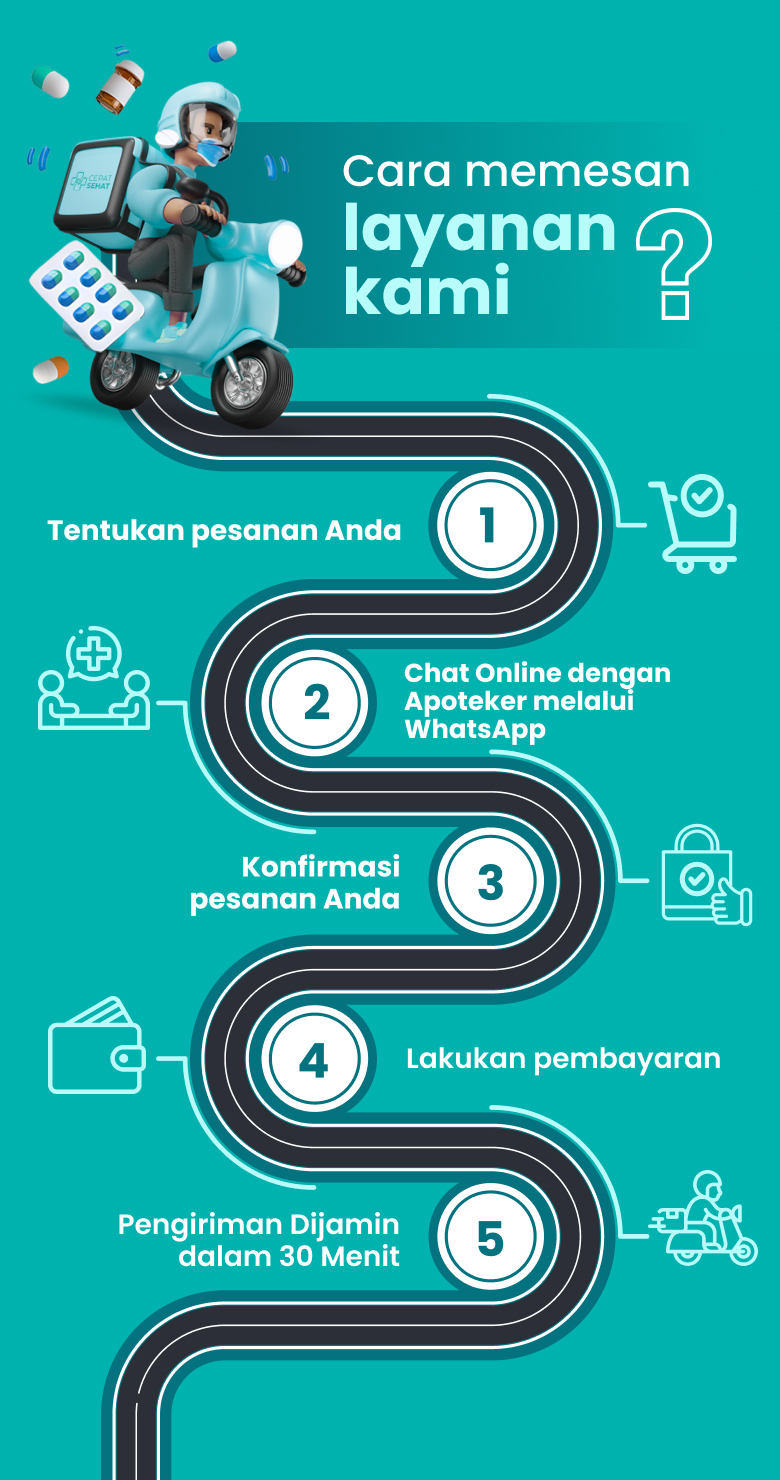 CEPAT
SEHAT
Cara memesan
layanan
kami
?
1
Tentukan pesanan Anda
2
Chat Online dengan
Apoteker melalui
WhatsApp
Konfirmasi
pesanan Anda
3
4
Lakukan pembayaran
Pengiriman Dijamin
dalam 30 Menit
5